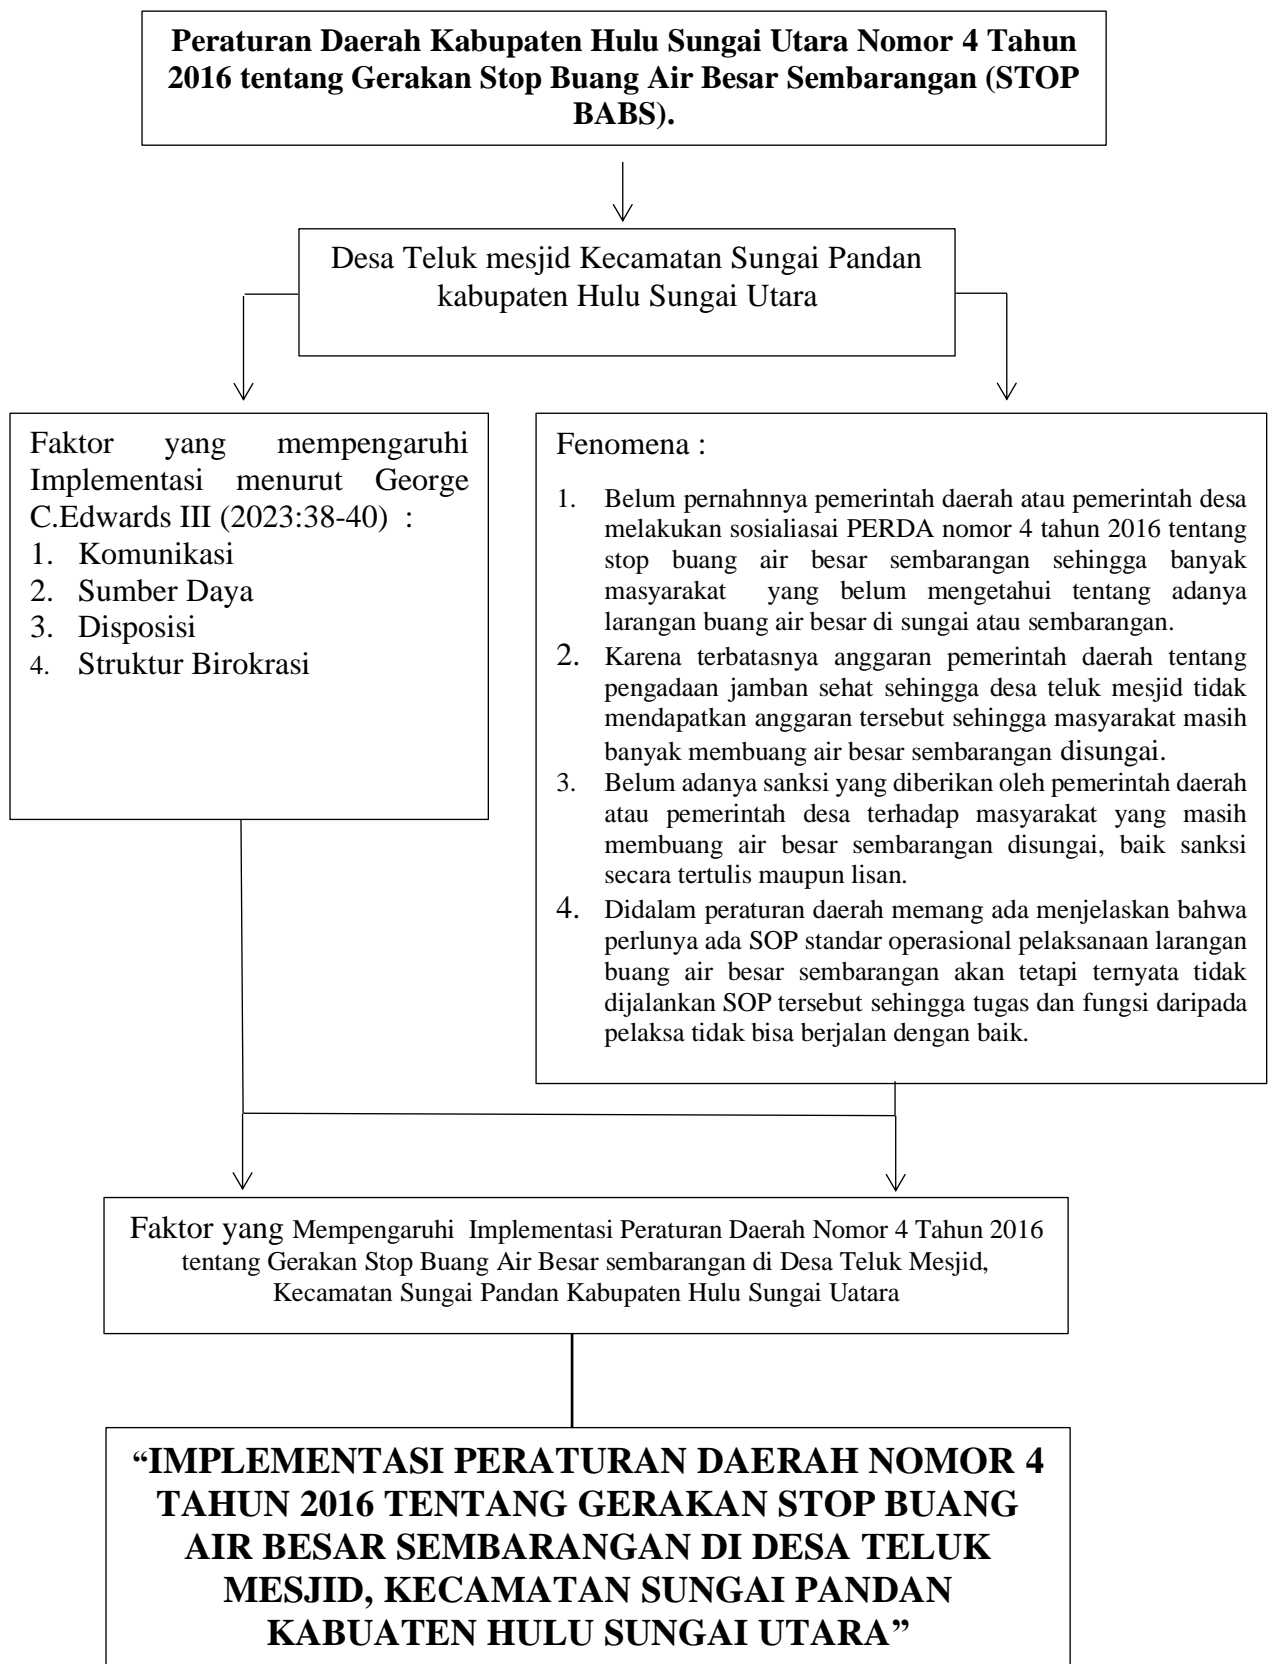 Peraturan Daerah Kabupaten Hulu Sungai Utara Nomor 4 Tahun
2016 tentang Gerakan Stop Buang Air Besar Sembarangan (STOP
BABS).
Desa Teluk mesjid Kecamatan Sungai Pandan
kabupaten Hulu Sungai Utara
Faktor yang mempengaruhi
Implementasi menurut George
C.Edwards III (2023:38-40) :
1. Komunikasi
2. Sumber Daya
3. Disposisi
4. Struktur Birokrasi
Fenomena :
1. Belum pernahnnya pemerintah daerah atau pemerintah desa
melakukan sosialiasai PERDA nomor 4 tahun 2016 tentang
stop buang air besar sembarangan sehingga banyak
masyarakat yang belum mengetahui tentang adanya
larangan buang air besar di sungai atau sembarangan.
2. Karena terbatasnya anggaran pemerintah daerah tentang
pengadaan jamban sehat sehingga desa teluk mesjid tidak
mendapatkan anggaran tersebut sehingga masyarakat masih
banyak membuang air besar sembarangan disungai.
3. Belum adanya sanksi yang diberikan oleh pemerintah daerah
atau pemerintah desa terhadap masyarakat yang masih
membuang air besar sembarangan disungai, baik sanksi
secara tertulis maupun lisan.
4. Didalam peraturan daerah memang ada menjelaskan bahwa
perlunya ada SOP standar operasional pelaksanaan larangan
buang air besar sembarangan akan tetapi ternyata tidak
dijalankan SOP tersebut sehingga tugas dan fungsi daripada
pelaksa tidak bisa berjalan dengan baik.
Faktor yang Mempengaruhi Implementasi Peraturan Daerah Nomor 4 Tahun 2016
tentang Gerakan Stop Buang Air Besar sembarangan di Desa Teluk Mesjid,
Kecamatan Sungai Pandan Kabupaten Hulu Sungai Uatara
“IMPLEMENTASI PERATURAN DAERAH NOMOR 4
TAHUN 2016 TENTANG GERAKAN STOP BUANG
AIR BESAR SEMBARANGAN DI DESA TELUK
MESJID, KECAMATAN SUNGAI PANDAN
KABUATEN HULU SUNGAI UTARA”